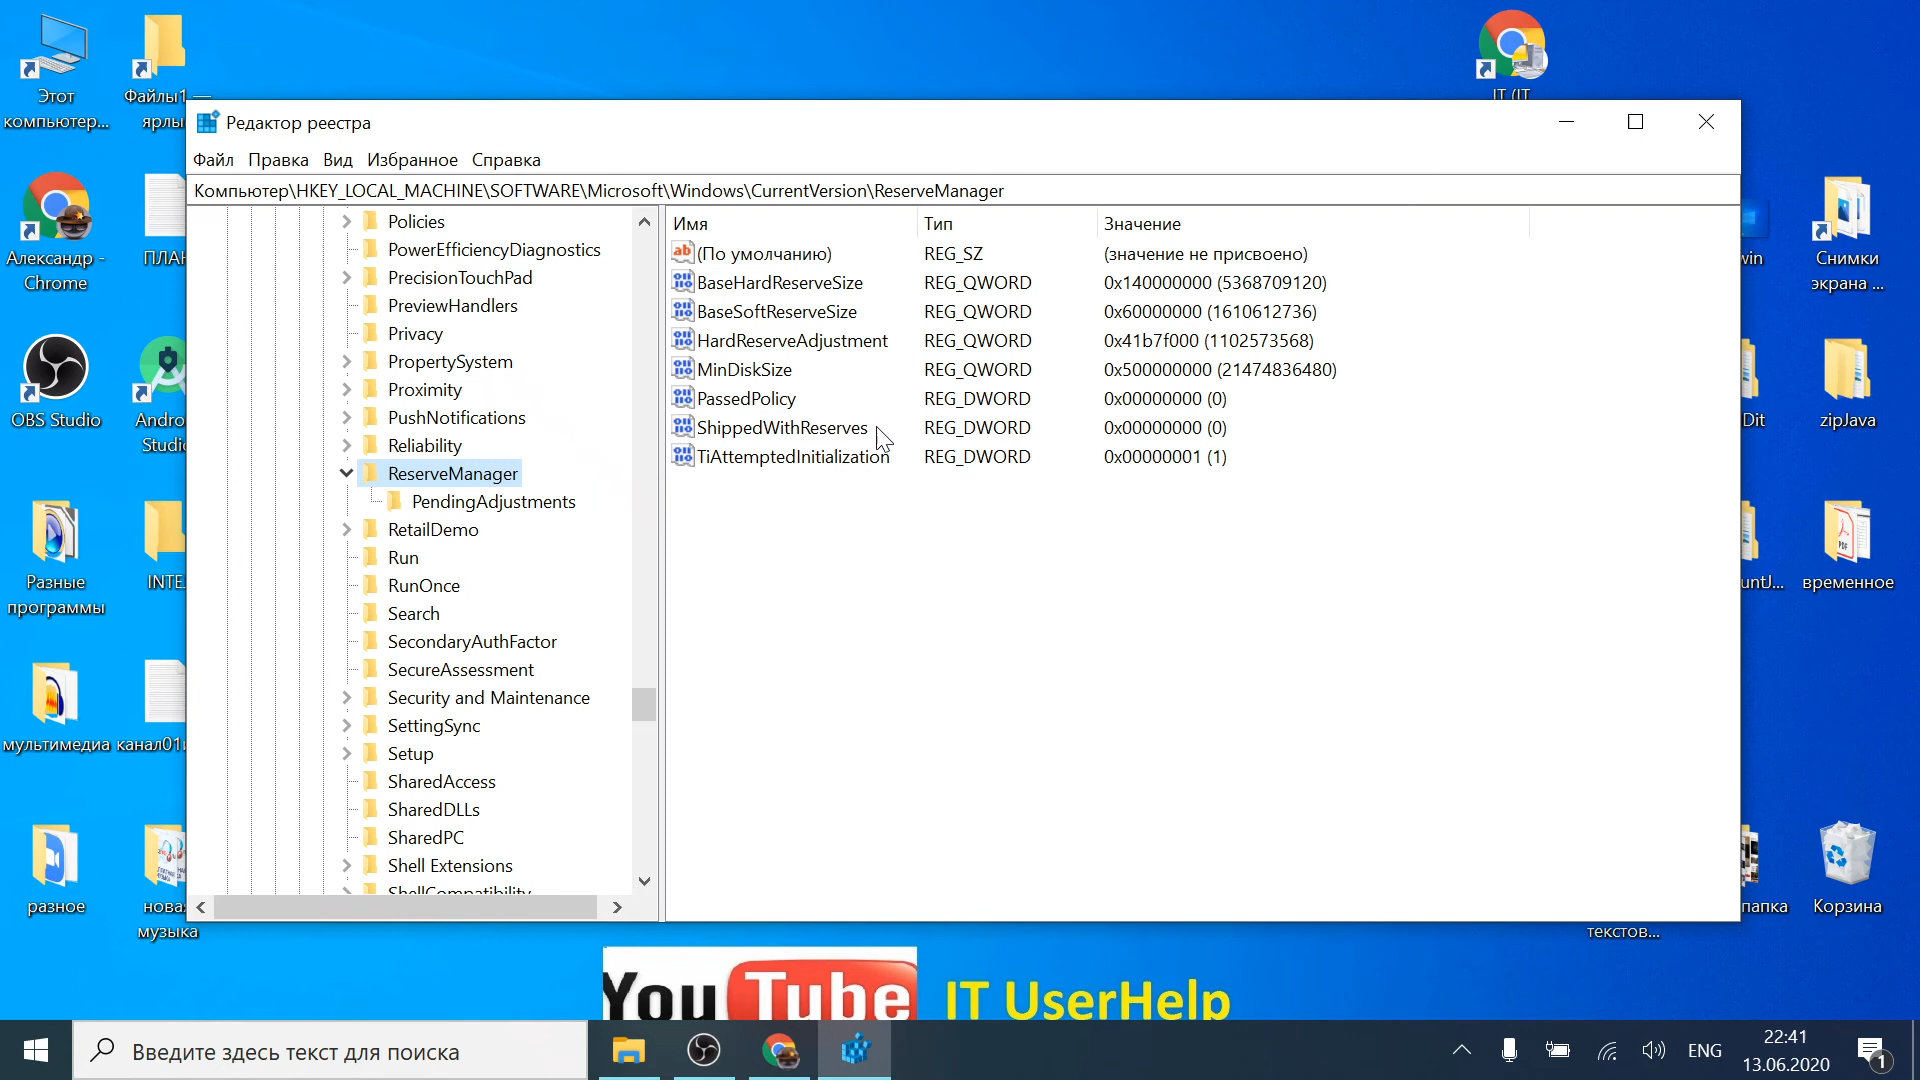 Этот компьютер...
Файлы1 — ярлы
IT (IT
Редактор реестра
Файл Правка Вид Избранное Справка
Компьютер\HKEY_LOCAL_MACHINE\SOFTWARE\Microsoft\Windows\CurrentVersion\ReserveManager
Policies
PowerEfficiencyDiagnostics
PrecisionTouchPad
PreviewHandlers
Privacy
PropertySystem
Proximity
PushNotifications
Reliability
ReserveManager
PendingAdjustments
RetailDemo
Run
RunOnce
Search
SecondaryAuthFactor
SecureAssessment
Security and Maintenance
SettingSync
Setup
SharedAccess
SharedDLLs
SharedPC
Shell Extensions
ShellCompatibility
Имя Тип Значение
(По умолчанию) REG_SZ (значение не присвоено)
BaseHardReserveSize REG_QWORD 0x140000000 (5368709120)
BaseSoftReserveSize REG_QWORD 0x60000000 (1610612736)
HardReserveAdjustment REG_QWORD 0x41b7f000 (1102573568)
MinDiskSize REG_QWORD 0x500000000 (21474836480)
PassedPolicy REG_DWORD 0x00000000 (0)
ShippedWithReserves REG_DWORD 0x00000000 (0)
TiAttemptedInitialization REG_DWORD 0x00000001 (1)
Александр - Chrome
ПЛАН
OBS Studio
Andro
Studio
Разные программы
INTE
мультимедиа
канал01
разное
новая
музыка
win
Снимки экрана ...
Dit
zipJava
untJ...
временное
папка
Корзина
текстов...
PDF
YouTube
IT UserHelp
Введите здесь текст для поиска
ENG
22:41
13.06.2020
1